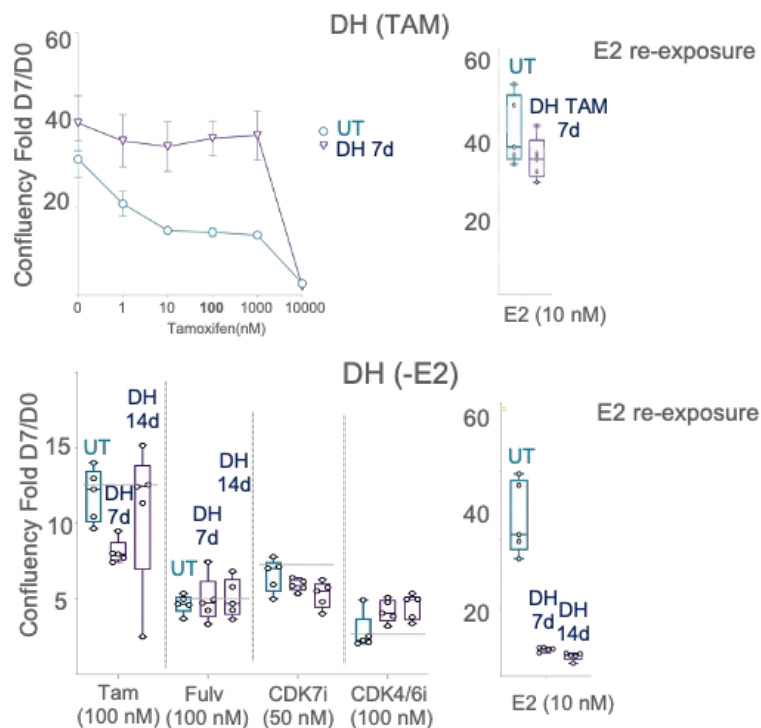 DH (TAM)
Confluency Fold D7/D0
60
40
20
0
1
10
100
1000
10000
Tamoxifen(nM)
UT
DH 7d
E2 re-exposure
60
40
20
UT
DH TAM
7d
E2 (10 nM)
DH (-E2)
Confluency Fold D7/D0
15
10
5
UT
DH
7d
DH
14d
UT
DH
7d
DH
14d
Tam
(100 nM)
Fulv
(100 nM)
CDK7i
(50 nM)
CDK4/6i
(100 nM)
E2 re-exposure
60
40
20
UT
DH
7d
DH
14d
E2 (10 nM)